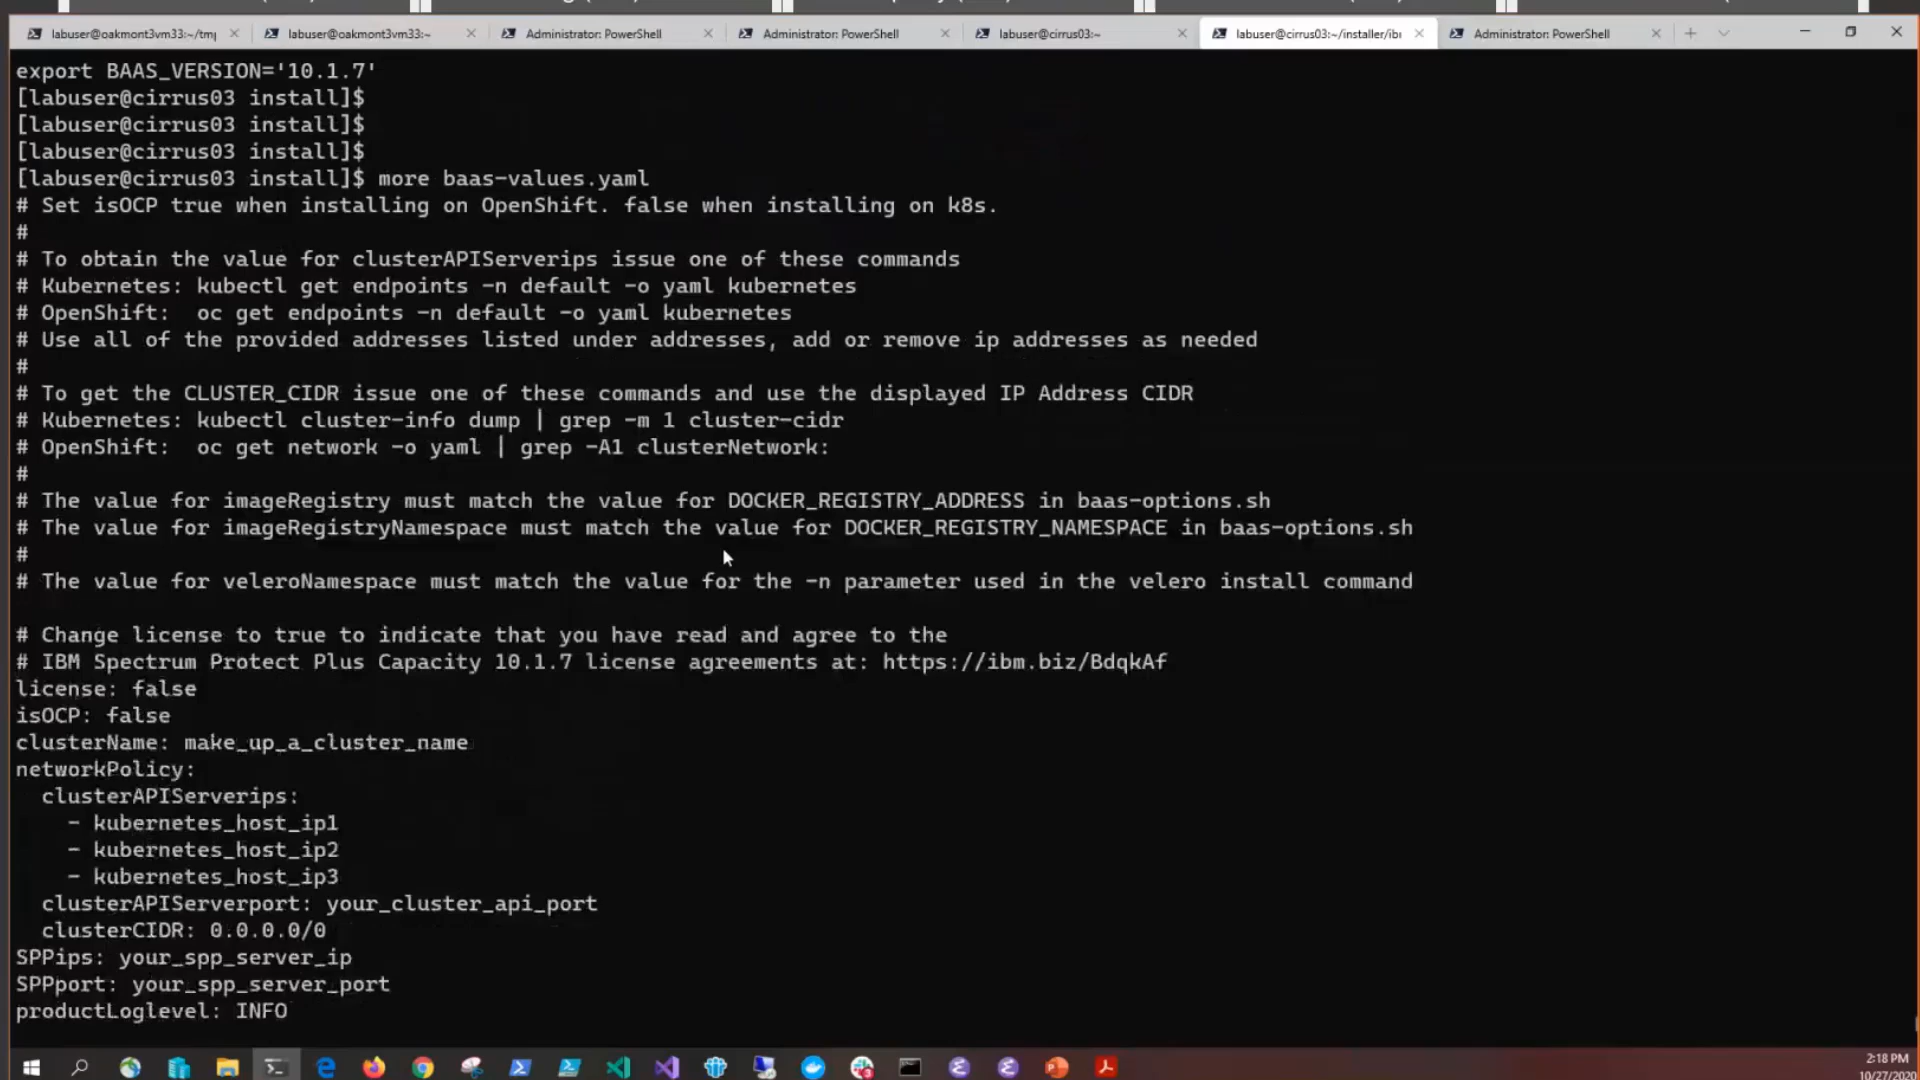 labuser@oakmont3vm33:~/tmp
labuser@oakmont3vm33:~
Administrator: PowerShell
Administrator: PowerShell
labuser@cirrus03:~
labuser@cirrus03:~/installer/ibm
Administrator: PowerShell
export BAAS_VERSION='10.1.7'
[labuser@cirrus03 install]$
[labuser@cirrus03 install]$
[labuser@cirrus03 install]$
[labuser@cirrus03 install]$ more baas-values.yaml
# Set isOCP true when installing on OpenShift. false when installing on k8s.
#
# To obtain the value for clusterAPIServerips issue one of these commands
# Kubernetes: kubectl get endpoints -n default -o yaml kubernetes
# OpenShift:  oc get endpoints -n default -o yaml kubernetes
# Use all of the provided addresses listed under addresses, add or remove ip addresses as needed
#
# To get the CLUSTER_CIDR issue one of these commands and use the displayed IP Address CIDR
# Kubernetes: kubectl cluster-info dump | grep -m 1 cluster-cidr
# OpenShift:  oc get network -o yaml | grep -A1 clusterNetwork:
#
# The value for imageRegistry must match the value for DOCKER_REGISTRY_ADDRESS in baas-options.sh
# The value for imageRegistryNamespace must match the value for DOCKER_REGISTRY_NAMESPACE in baas-options.sh
#
# The value for veleroNamespace must match the value for the -n parameter used in the velero install command
# Change license to true to indicate that you have read and agree to the
# IBM Spectrum Protect Plus Capacity 10.1.7 license agreements at: https://ibm.biz/BdqkAf
license: false
isOCP: false
clusterName: make_up_a_cluster_name
networkPolicy:
  clusterAPIServerips:
    - kubernetes_host_ip1
    - kubernetes_host_ip2
    - kubernetes_host_ip3
  clusterAPIServerport: your_cluster_api_port
  clusterCIDR: 0.0.0.0/0
SPPips: your_spp_server_ip
SPPport: your_spp_server_port
productLoglevel: INFO
2:18 PM
10/27/2020